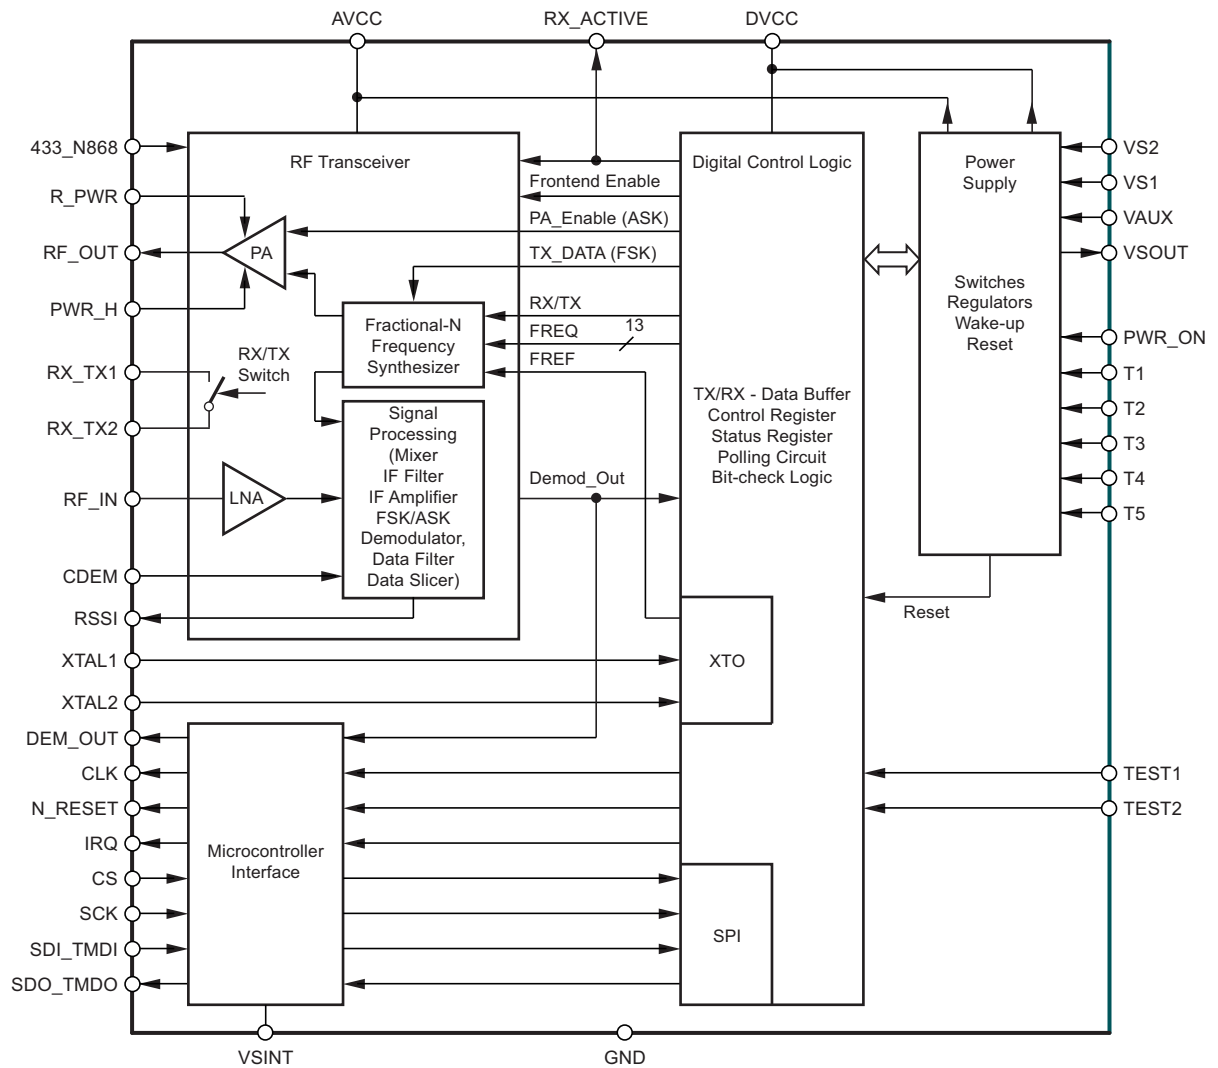 AVCC
RX_ACTIVE
DVCC
433_N868
R_PWR
RF_OUT
PWR_H
RX_TX1
RX_TX2
RF_IN
CDEM
RSSI
XTAL1
XTAL2
DEM_OUT
CLK
N_RESET
IRQ
CS
SCK
SDI_TMDI
SDO_TMDO
RF Transceiver
PA
RX/TX
Switch
LNA
Fractional-N
Frequency
Synthesizer
Signal
Processing
(Mixer
IF Filter
IF Amplifier
FSK/ASK
Demodulator,
Data Filter
Data Slicer)
Frontend Enable
PA_Enable (ASK)
TX_DATA (FSK)
RX/TX
FREQ
13
FREF
Demod_Out
Digital Control Logic
TX/RX - Data Buffer
Control Register
Status Register
Polling Circuit
Bit-check Logic
XTO
SPI
Microcontroller
Interface
Power
Supply
Switches
Regulators
Wake-up
Reset
Reset
VS2
VS1
VAUX
VSOUT
PWR_ON
T1
T2
T3
T4
T5
TEST1
TEST2
VSINT
GND